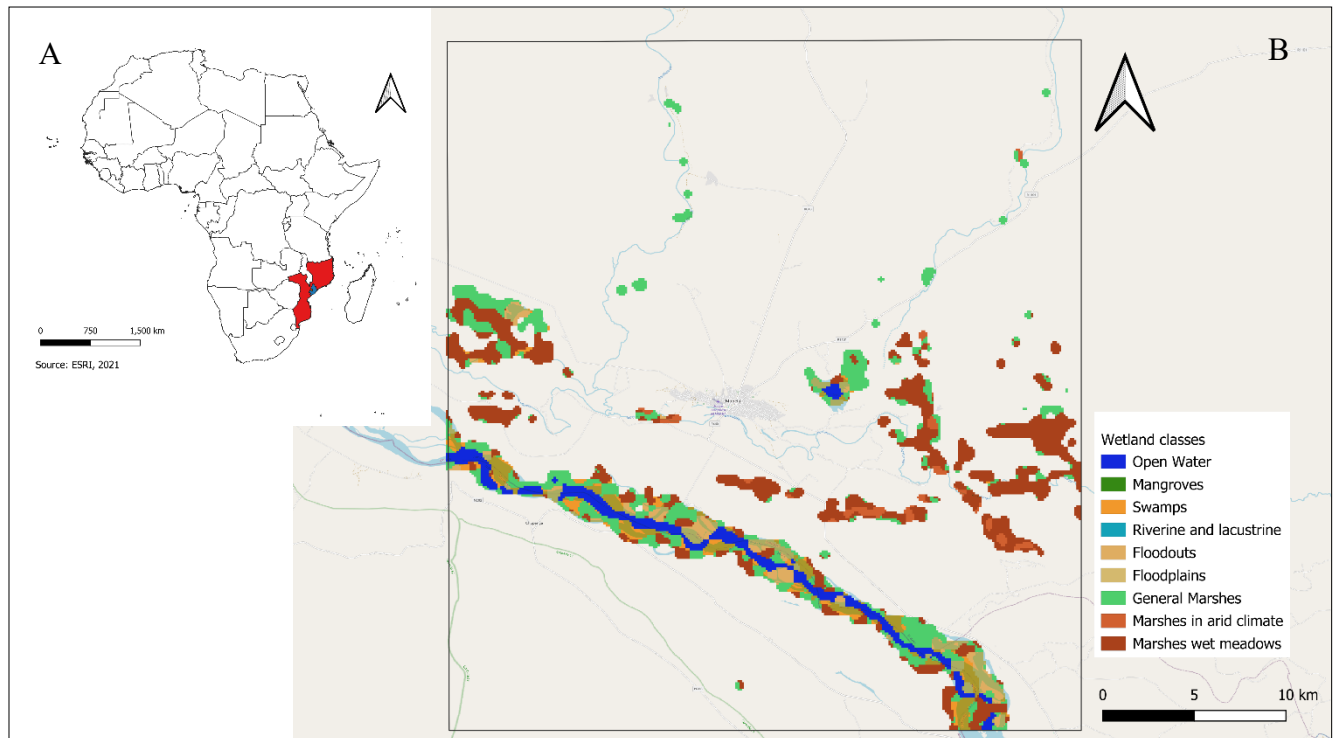 A
B
0 750 1,500 km
Source: ESRI, 2021
Wetland classes
Open Water
Mangroves
Swamps
Riverine and lacustrine
Floodouts
Floodplains
General Marshes
Marshes in arid climate
Marshes wet meadows
0 5 10 km